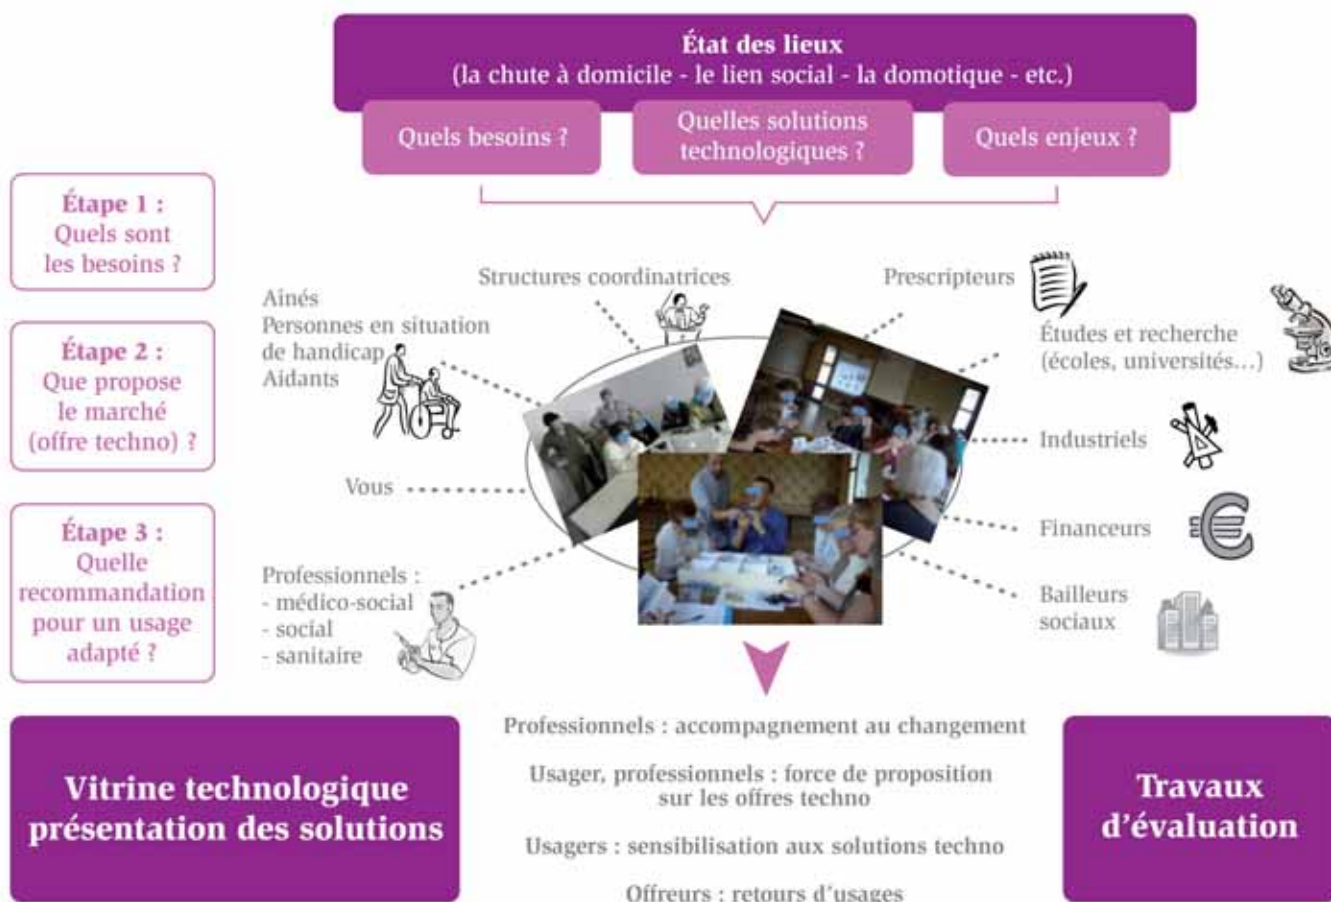 État des lieux
(la chute à domicile - le lien social - la domotique - etc.)
Quels besoins ?
Quelles solutions
technologiques ?
Quels enjeux ?
Étape 1 :
Quels sont
les besoins ?
Étape 2 :
Que propose
le marché
(offre techno) ?
Étape 3 :
Quelle
recommandation
pour un usage
adapté ?
Structures coordinatrices
Aînés
Personnes en situation
de handicap
Aidants
Vous
Professionnels :
- médico-social
- social
- sanitaire
Prescripteurs
Études et recherche
(écoles, universités...)
Industriels
Financeurs
€
Bailleurs
sociaux
Vitrine technologique
présentation des solutions
Professionnels : accompagnement au changement
Usager, professionnels : force de proposition
sur les offres techno
Usagers : sensibilisation aux solutions techno
Offreurs : retours d'usages
Travaux
d'évaluation